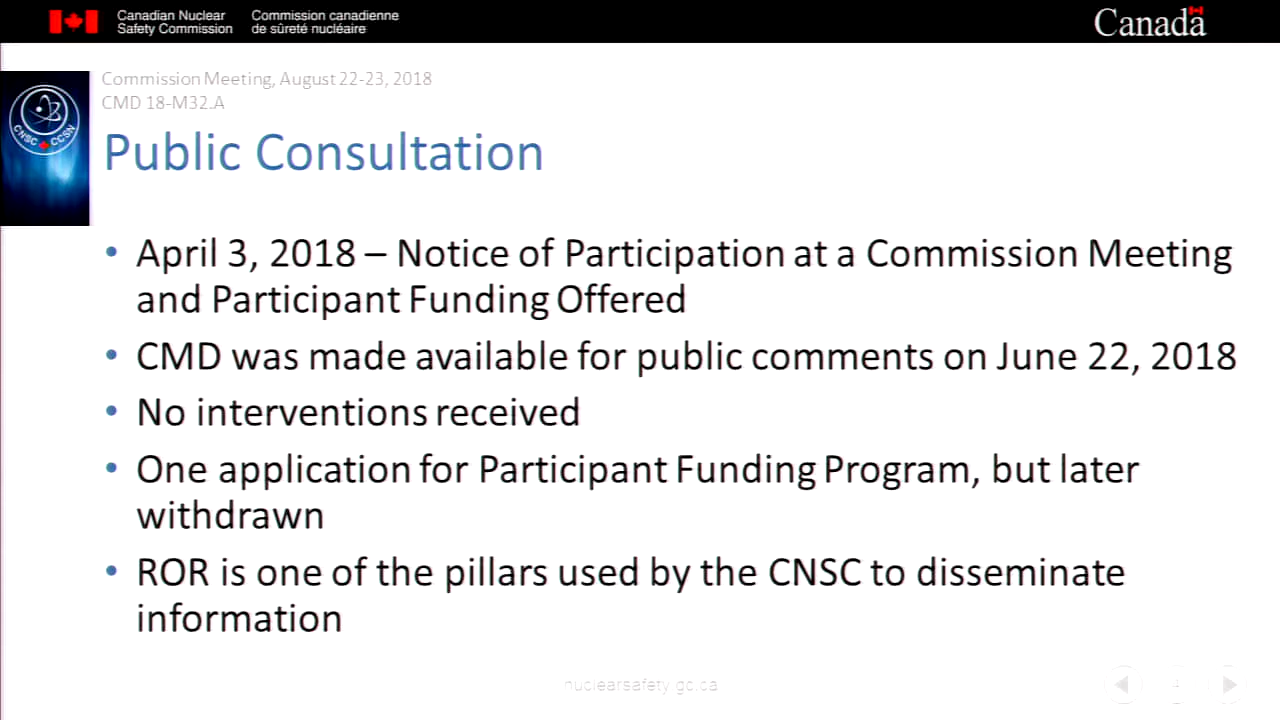 Canadian Nuclear Safety Commission
Commission canadienne de sûreté nucléaire
Canada
Commission Meeting, August 22-23, 2018
CMD 18-M32.A
CNSC CCSN
Public Consultation
• April 3, 2018 – Notice of Participation at a Commission Meeting
and Participant Funding Offered
• CMD was made available for public comments on June 22, 2018
• No interventions received
• One application for Participant Funding Program, but later
withdrawn
• ROR is one of the pillars used by the CNSC to disseminate
information
nuclearsafety.gc.ca
4